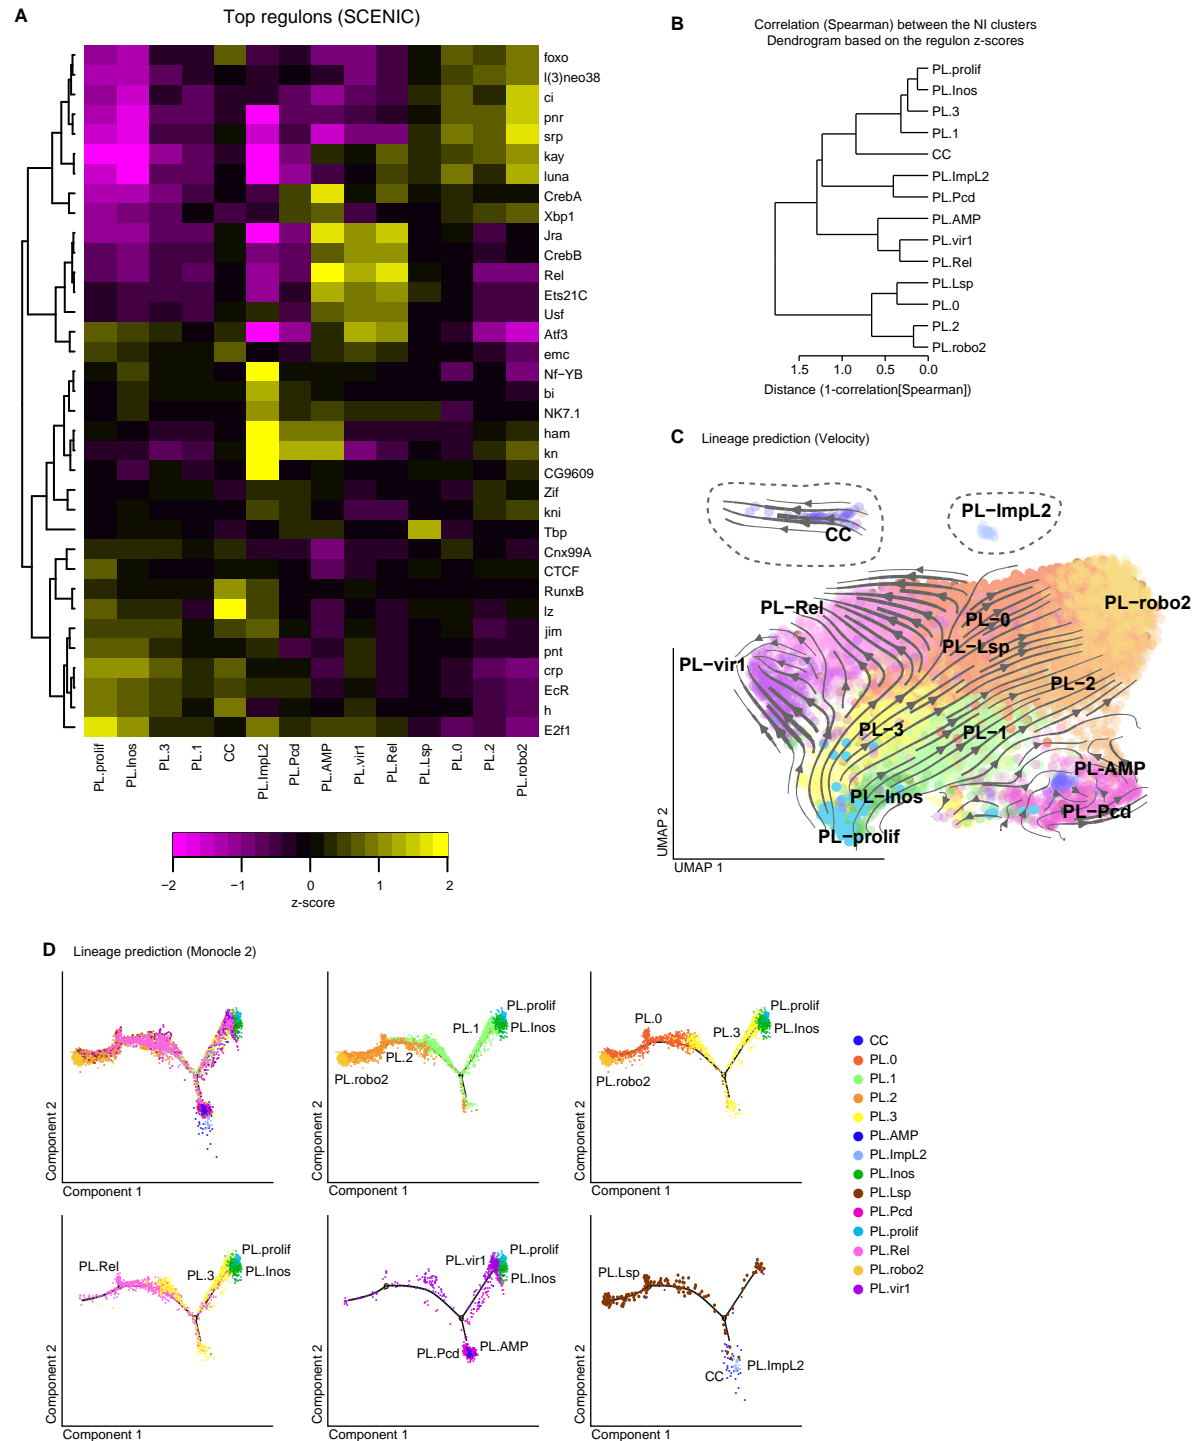 A
Top regulons (SCENIC)
foxo
l(3)neo38
ci
pnr
srp
kay
luna
CrebA
Xbp1
Jra
CrebB
Rel
Ets21C
Usf
Atf3
emc
Nf−YB
bi
NK7.1
ham
kn
CG9609
Zif
kni
Tbp
Cnx99A
CTCF
RunxB
lz
jim
pnt
crp
EcR
h
E2f1
PL.prolif
PL.Inos
PL.3
PL.1
CC
PL.ImpL2
PL.Pcd
PL.AMP
PL.vir1
PL.Rel
PL.Lsp
PL.0
PL.2
PL.robo2
−2 −1 0 1 2
z−score
B
Correlation (Spearman) between the NI clusters
Dendrogram based on the regulon z-scores
PL.prolif
PL.Inos
PL.3
PL.1
CC
PL.ImpL2
PL.Pcd
PL.AMP
PL.vir1
PL.Rel
PL.Lsp
PL.0
PL.2
PL.robo2
1.5 1.0 0.5 0.0
Distance (1-correlation[Spearman])
C Lineage prediction (Velocity)
CC
PL−ImpL2
PL−Rel
PL−0
PL−robo2
PL−Lsp
PL−vir1
PL−2
PL−3
PL−1
PL-AMP
PL−Inos
PL−Pcd
PL−prolif
UMAP 2
UMAP 1
D Lineage prediction (Monocle 2)
Component 2
Component 1
PL.prolif
PL.1
PL.Inos
PL.2
PL.robo2
Component 2
Component 1
PL.prolif
PL.0
PL.3
PL.Inos
PL.robo2
Component 2
Component 1
CC
PL.0
PL.1
PL.2
PL.3
PL.AMP
PL.ImpL2
PL.Inos
PL.Lsp
PL.Pcd
PL.prolif
PL.Rel
PL.robo2
PL.vir1
PL.prolif
PL.Rel
PL.3
PL.Inos
Component 2
Component 1
PL.prolif
PL.vir1
PL.Inos
PL.Pcd
PL.AMP
Component 2
Component 1
PL.Lsp
PL.ImpL2
CC
Component 2
Component 1